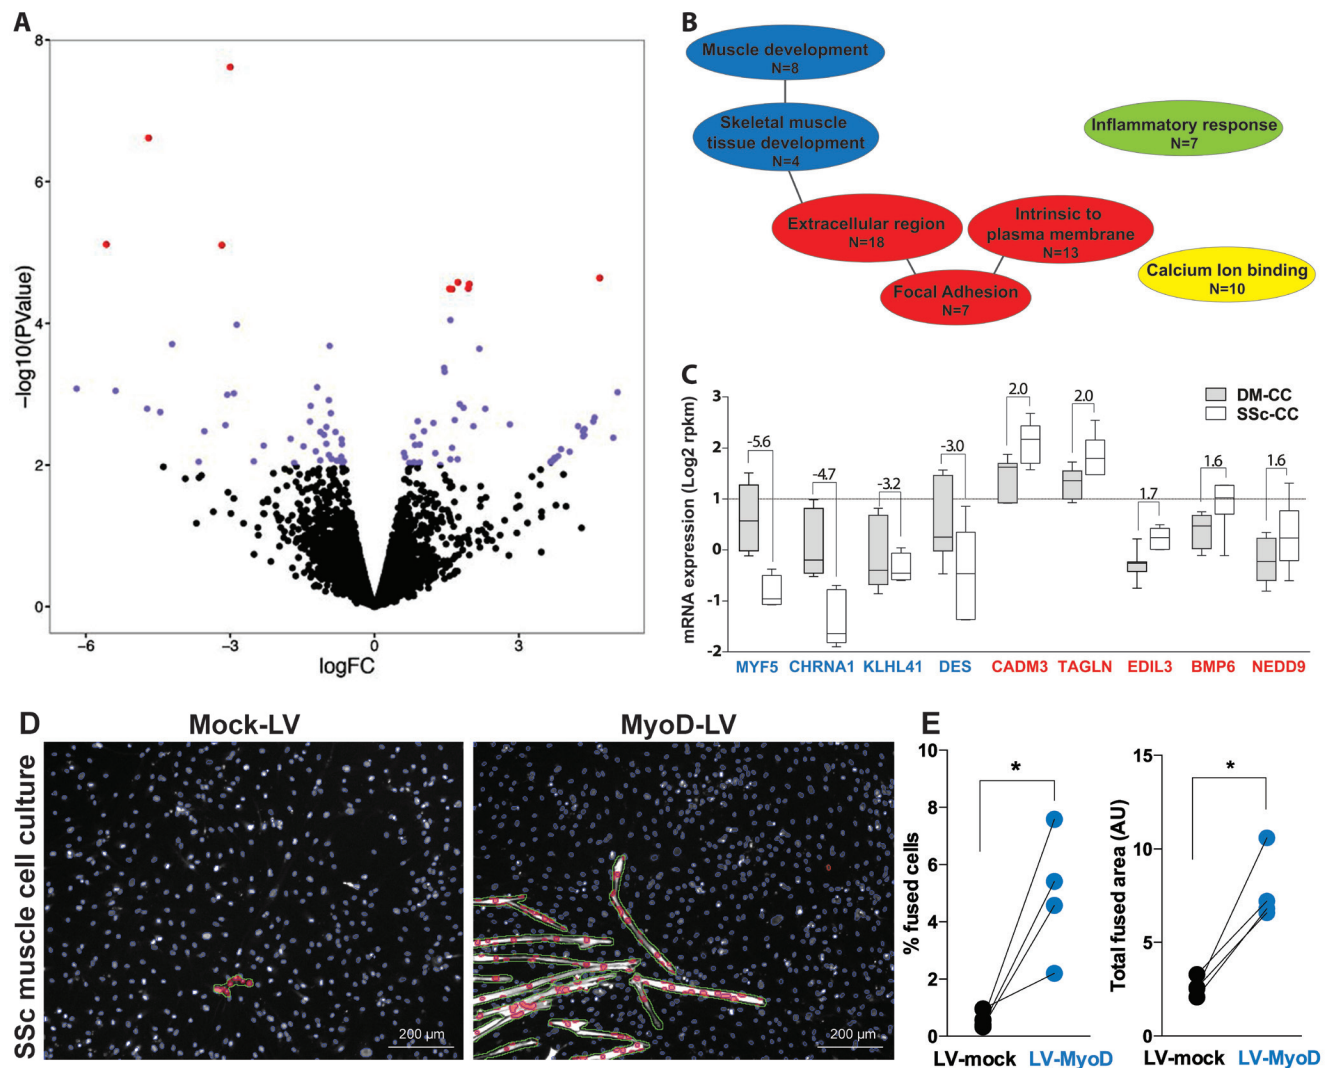 A
8
6
4
2
0
−log10(PValue)
−6
−3
0
3
logFC
B
Muscle development
N=8
Skeletal muscle
tissue development
N=4
Extracellular region
N=18
Intrinsic to
plasma membrane
N=13
Focal Adhesion
N=7
Inflammatory response
N=7
Calcium Ion binding
N=10
C
mRNA expression (Log2 rpkm)
3
2
1
0
-1
-2
DM-CC
SSc-CC
-5.6
-4.7
-3.2
-3.0
2.0
2.0
1.7
1.6
1.6
MYF5 CHRNA1 KLHL41 DES CADM3 TAGLN EDIL3 BMP6 NEDD9
D
Mock-LV
MyoD-LV
SSc muscle cell culture
200 µm
200 µm
E
% fused cells
10
8
6
4
2
0
*
LV-mock LV-MyoD
Total fused area (AU)
15
10
5
0
*
LV-mock LV-MyoD